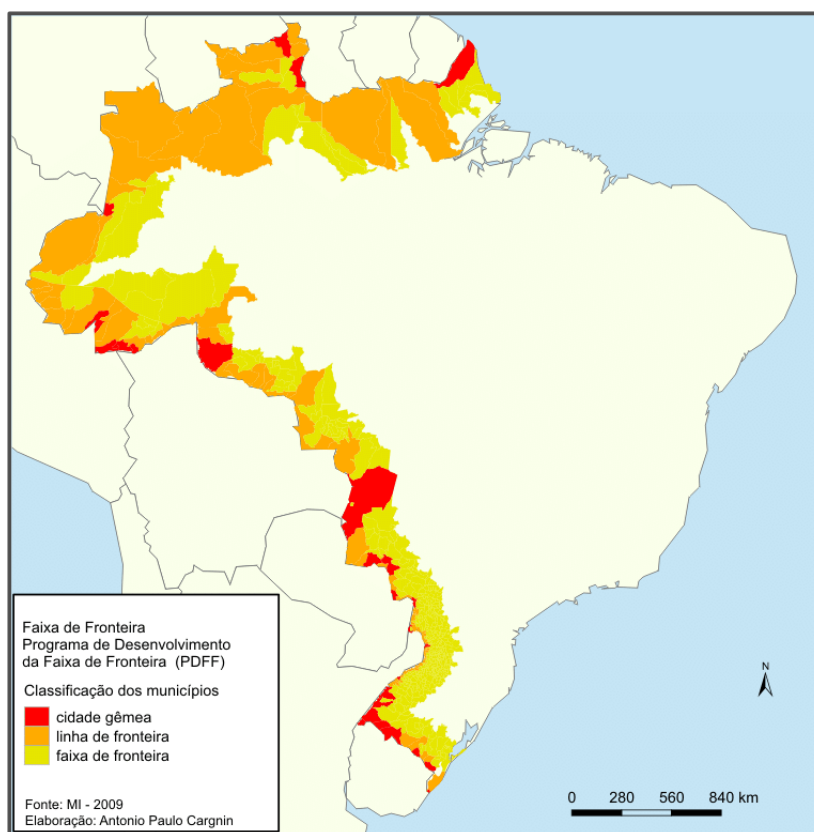 N
Faixa de Fronteira
Programa de Desenvolvimento
da Faixa de Fronteira (PDFF)
Classificação dos municípios
cidade gêmea
linha de fronteira
faixa de fronteira
Fonte: MI - 2009
Elaboração: Antonio Paulo Cargnin
0 280 560 840 km